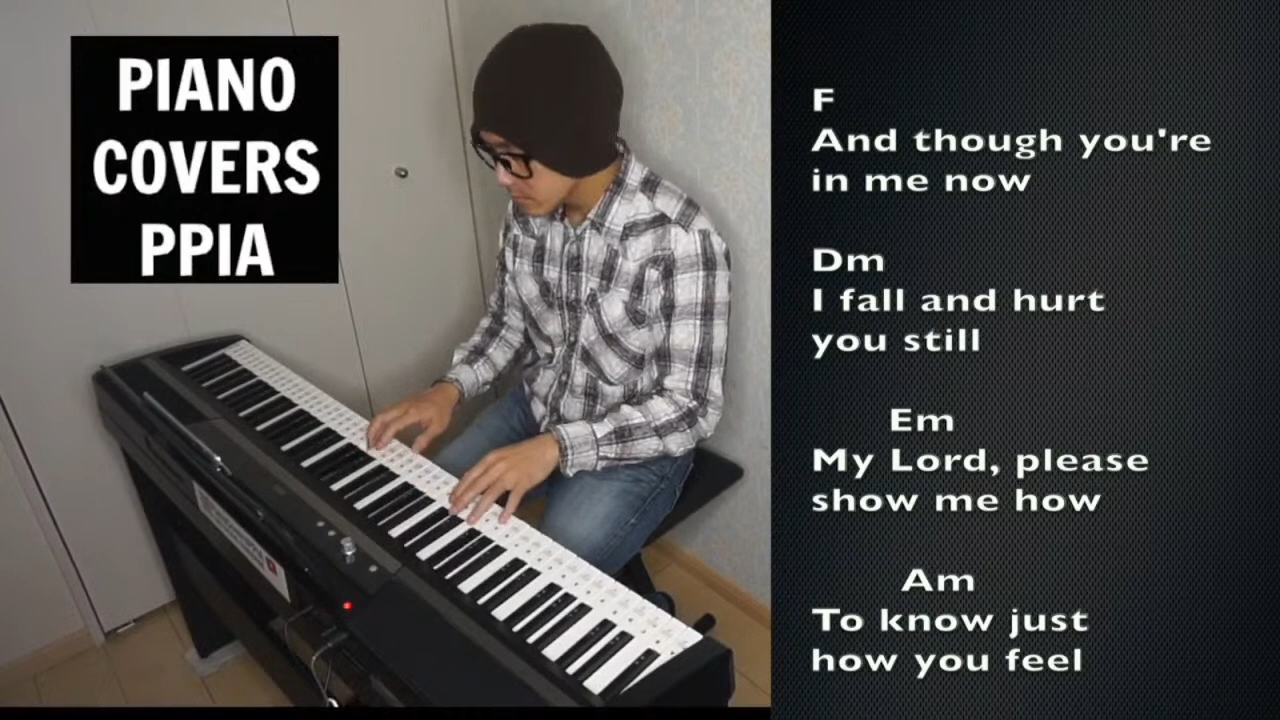 PIANO
COVERS
PPIA
F
And though you're
in me now
Dm
I fall and hurt
you still
Em
My Lord, please
show me how
Am
To know just
how you feel